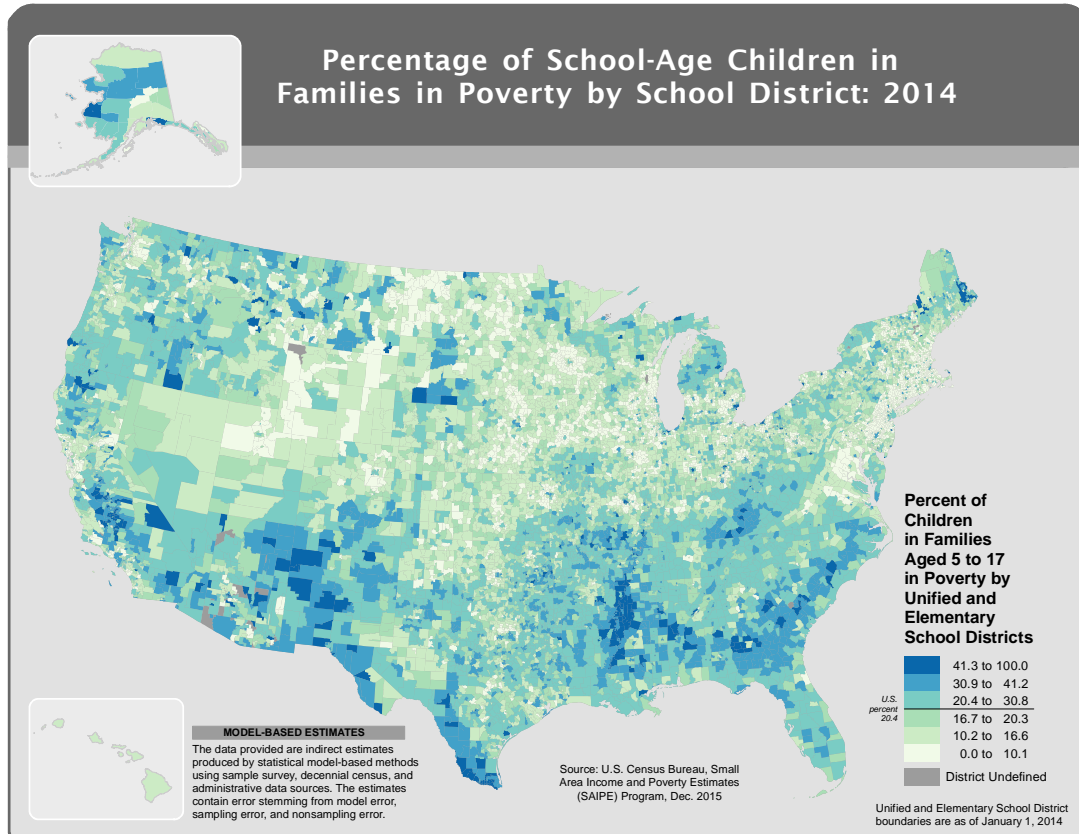 Percentage of School-Age Children in
Families in Poverty by School District: 2014
Percent of
Children
in Families
Aged 5 to 17
in Poverty by
Unified and
Elementary
School Districts
41.3 to 100.0
30.9 to 41.2
20.4 to 30.8
U.S.
percent
20.4
16.7 to 20.3
10.2 to 16.6
0.0 to 10.1
District Undefined
MODEL-BASED ESTIMATES
The data provided are indirect estimates
produced by statistical model-based methods
using sample survey, decennial census, and
administrative data sources. The estimates
contain error stemming from model error,
sampling error, and nonsampling error.
Source: U.S. Census Bureau, Small
Area Income and Poverty Estimates
(SAIPE) Program, Dec. 2015
Unified and Elementary School District
boundaries are as of January 1, 2014